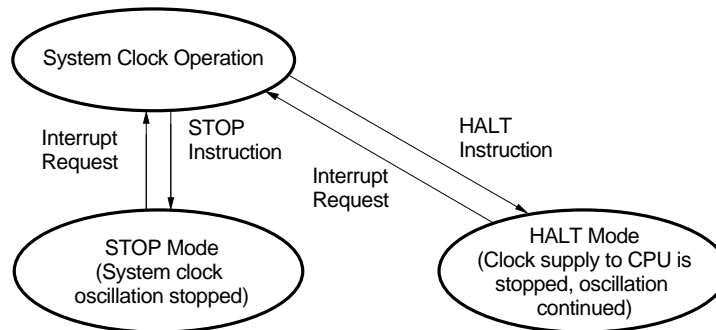 System Clock Operation
Interrupt
Request
STOP
Instruction
HALT
Instruction
Interrupt
Request
STOP Mode
(System clock
oscillation stopped)
HALT Mode
(Clock supply to CPU is
stopped, oscillation
continued)